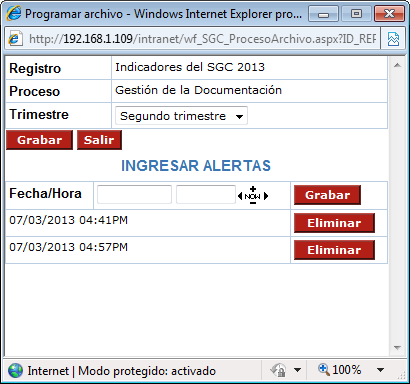 Programar archivo - Windows Internet Explorer pro...
http://192.168.1.109/intranet/wf_SGC_ProcesoArchivo.aspx?ID_REF
Registro Indicadores del SGC 2013
Proceso Gestión de la Documentación
Trimestre Segundo trimestre
Grabar Salir
INGRESAR ALERTAS
Fecha/Hora NOW Grabar
07/03/2013 04:41PM Eliminar
07/03/2013 04:57PM Eliminar
Internet | Modo protegido: activado 100%